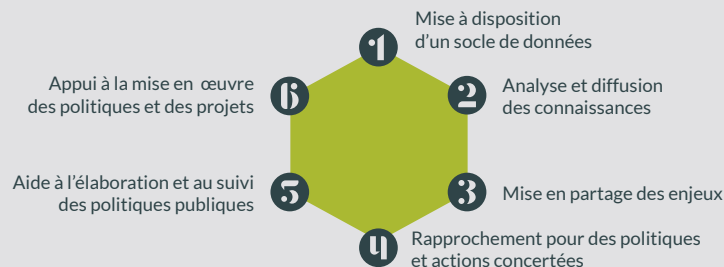 1
Mise à disposition
d’un socle de données
2
Analyse et diffusion
des connaissances
3
Mise en partage des enjeux
4
Rapprochement pour des politiques
et actions concertées
5
Aide à l’élaboration et au suivi
des politiques publiques
6
Appui à la mise en œuvre
des politiques et des projets